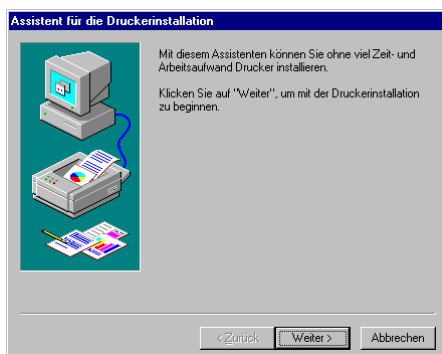 Assistent für die Druckerinstallation
Mit diesem Assistenten können Sie ohne viel Zeit- und
Arbeitsaufwand Drucker installieren.
Klicken Sie auf "Weiter", um mit der Druckerinstallation
zu beginnen.
< Zurück
Weiter >
Abbrechen